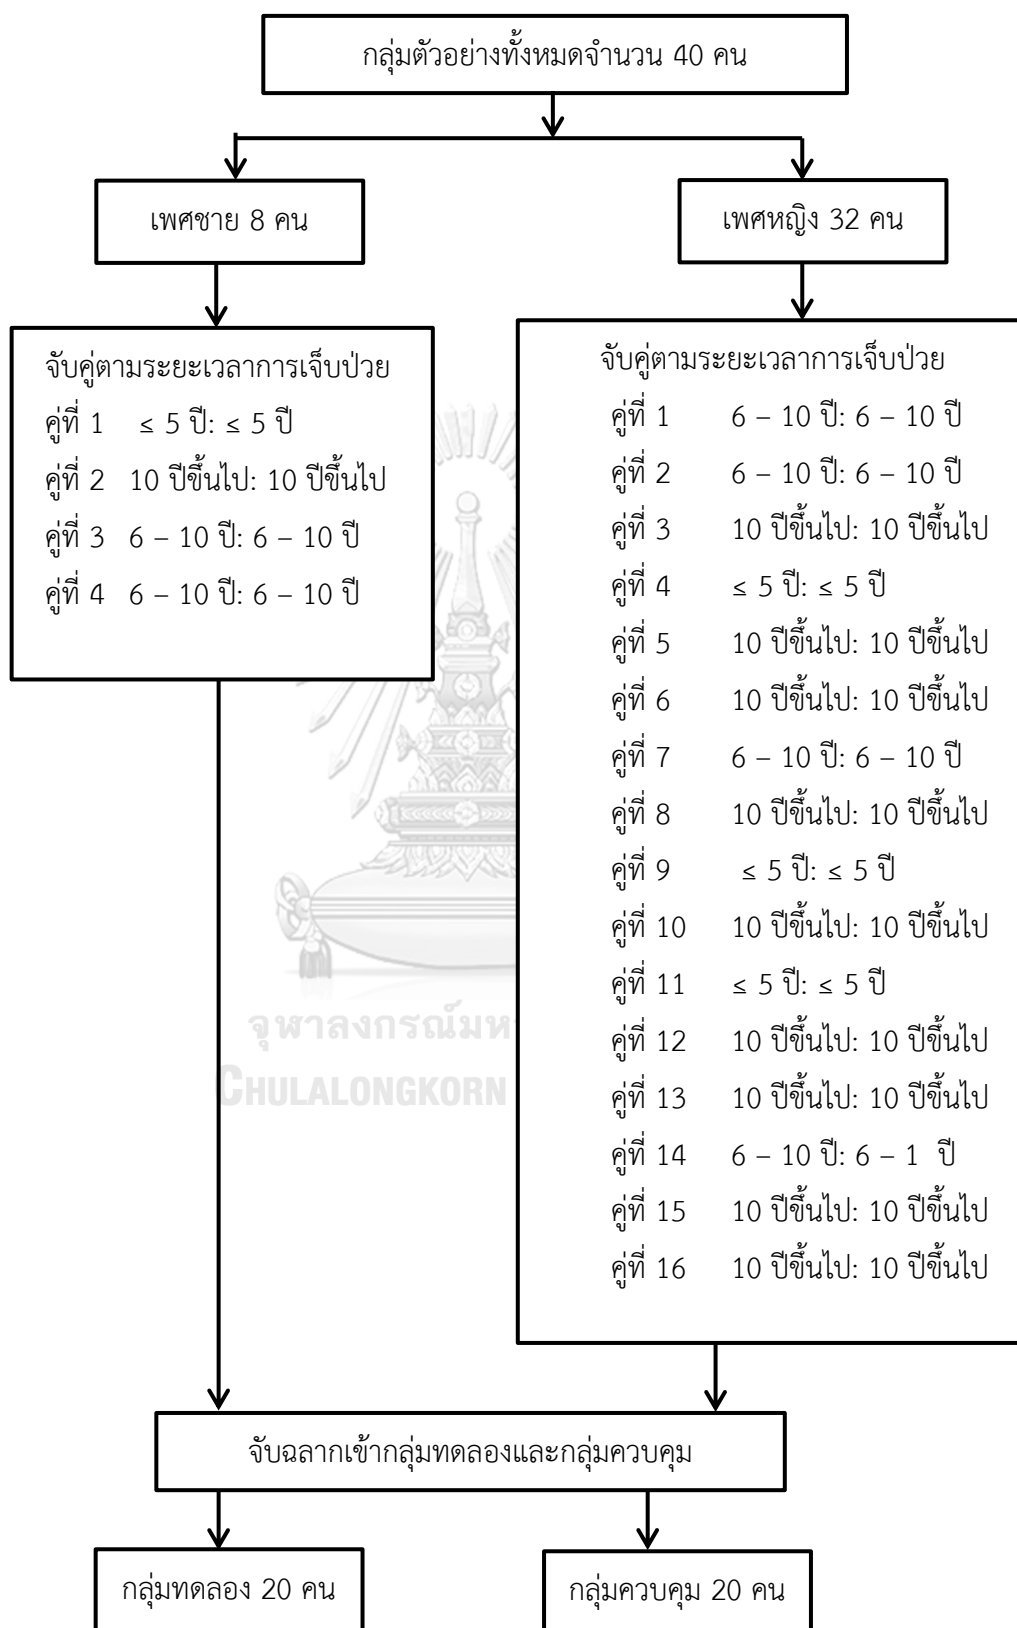 กลุ่มตัวอย่างทั้งหมดจำนวน 40 คน
เพศชาย 8 คน
เพศหญิง 32 คน
จับคู่ตามระยะเวลาการเจ็บป่วย
คู่ที่ 1 ≤ 5 ปี: ≤ 5 ปี
คู่ที่ 2 10 ปีขึ้นไป: 10 ปีขึ้นไป
คู่ที่ 3 6 – 10 ปี: 6 – 10 ปี
คู่ที่ 4 6 – 10 ปี: 6 – 10 ปี
จับคู่ตามระยะเวลาการเจ็บป่วย
คู่ที่ 1 6 – 10 ปี: 6 – 10 ปี
คู่ที่ 2 6 – 10 ปี: 6 – 10 ปี
คู่ที่ 3 10 ปีขึ้นไป: 10 ปีขึ้นไป
คู่ที่ 4 ≤ 5 ปี: ≤ 5 ปี
คู่ที่ 5 10 ปีขึ้นไป: 10 ปีขึ้นไป
คู่ที่ 6 10 ปีขึ้นไป: 10 ปีขึ้นไป
คู่ที่ 7 6 – 10 ปี: 6 – 10 ปี
คู่ที่ 8 10 ปีขึ้นไป: 10 ปีขึ้นไป
คู่ที่ 9 ≤ 5 ปี: ≤ 5 ปี
คู่ที่ 10 10 ปีขึ้นไป: 10 ปีขึ้นไป
คู่ที่ 11 ≤ 5 ปี: ≤ 5 ปี
คู่ที่ 12 10 ปีขึ้นไป: 10 ปีขึ้นไป
คู่ที่ 13 10 ปีขึ้นไป: 10 ปีขึ้นไป
คู่ที่ 14 6 – 10 ปี: 6 – 1 ปี
คู่ที่ 15 10 ปีขึ้นไป: 10 ปีขึ้นไป
คู่ที่ 16 10 ปีขึ้นไป: 10 ปีขึ้นไป
จุฬาลงกรณ์มห
CHULALONGKORN
จับฉลากเข้ากลุ่มทดลองและกลุ่มควบคุม
กลุ่มทดลอง 20 คน
กลุ่มควบคุม 20 คน